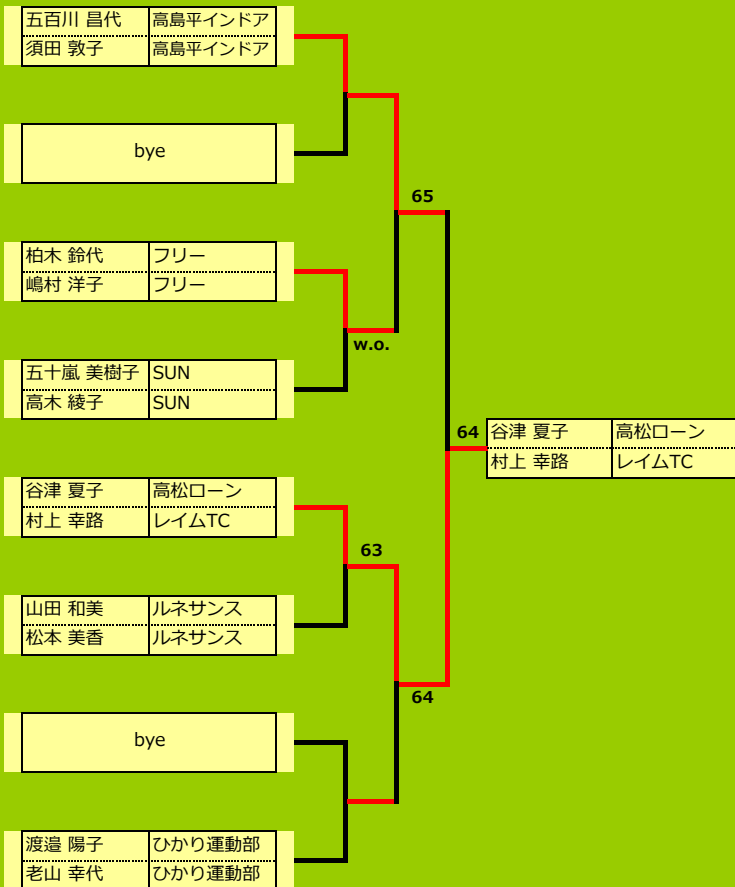 五百川 昌代 高島平インドア
須田 敦子 高島平インドア
bye
65
柏木 鈴代 フリー
嶋村 洋子 フリー
w.o.
五十嵐 美樹子 SUN
高木 綾子 SUN
64 谷津 夏子 高松ローン
村上 幸路 レイムTC
谷津 夏子 高松ローン
村上 幸路 レイムTC
63
山田 和美 ルネサンス
松本 美香 ルネサンス
64
bye
渡邉 陽子 ひかり運動部
老山 幸代 ひかり運動部